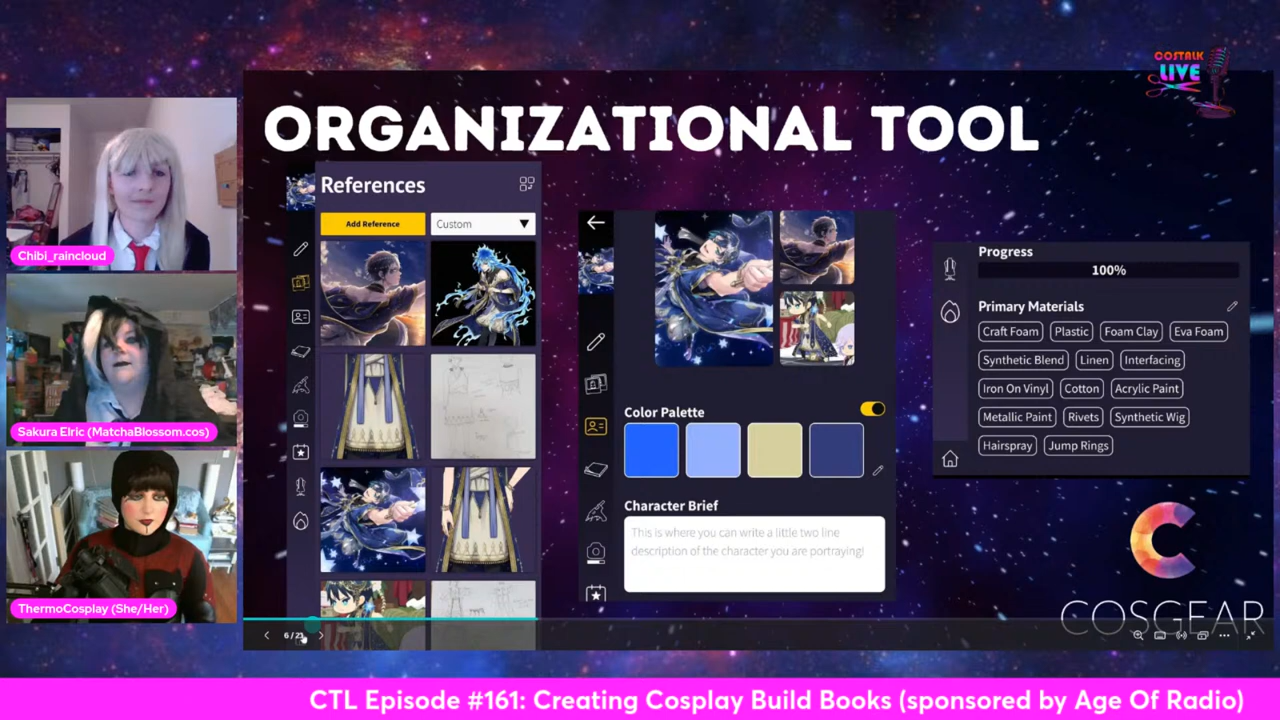 COSTALK
LIVE
ORGANIZATIONAL TOOL
Chibi_raincloud
Sakura Elric (MatchaBlossom.cos)
ThermoCosplay (She/Her)
References
Add Reference
Custom
6 / 23
Color Palette
Character Brief
This is where you can write a little two line
description of the character you are portraying!
Progress
100%
Primary Materials
Craft Foam
Plastic
Foam Clay
Eva Foam
Synthetic Blend
Linen
Interfacing
Iron On Vinyl
Cotton
Acrylic Paint
Metallic Paint
Rivets
Synthetic Wig
Hairspray
Jump Rings
COSGEAR
CTL Episode #161: Creating Cosplay Build Books (sponsored by Age Of Radio)